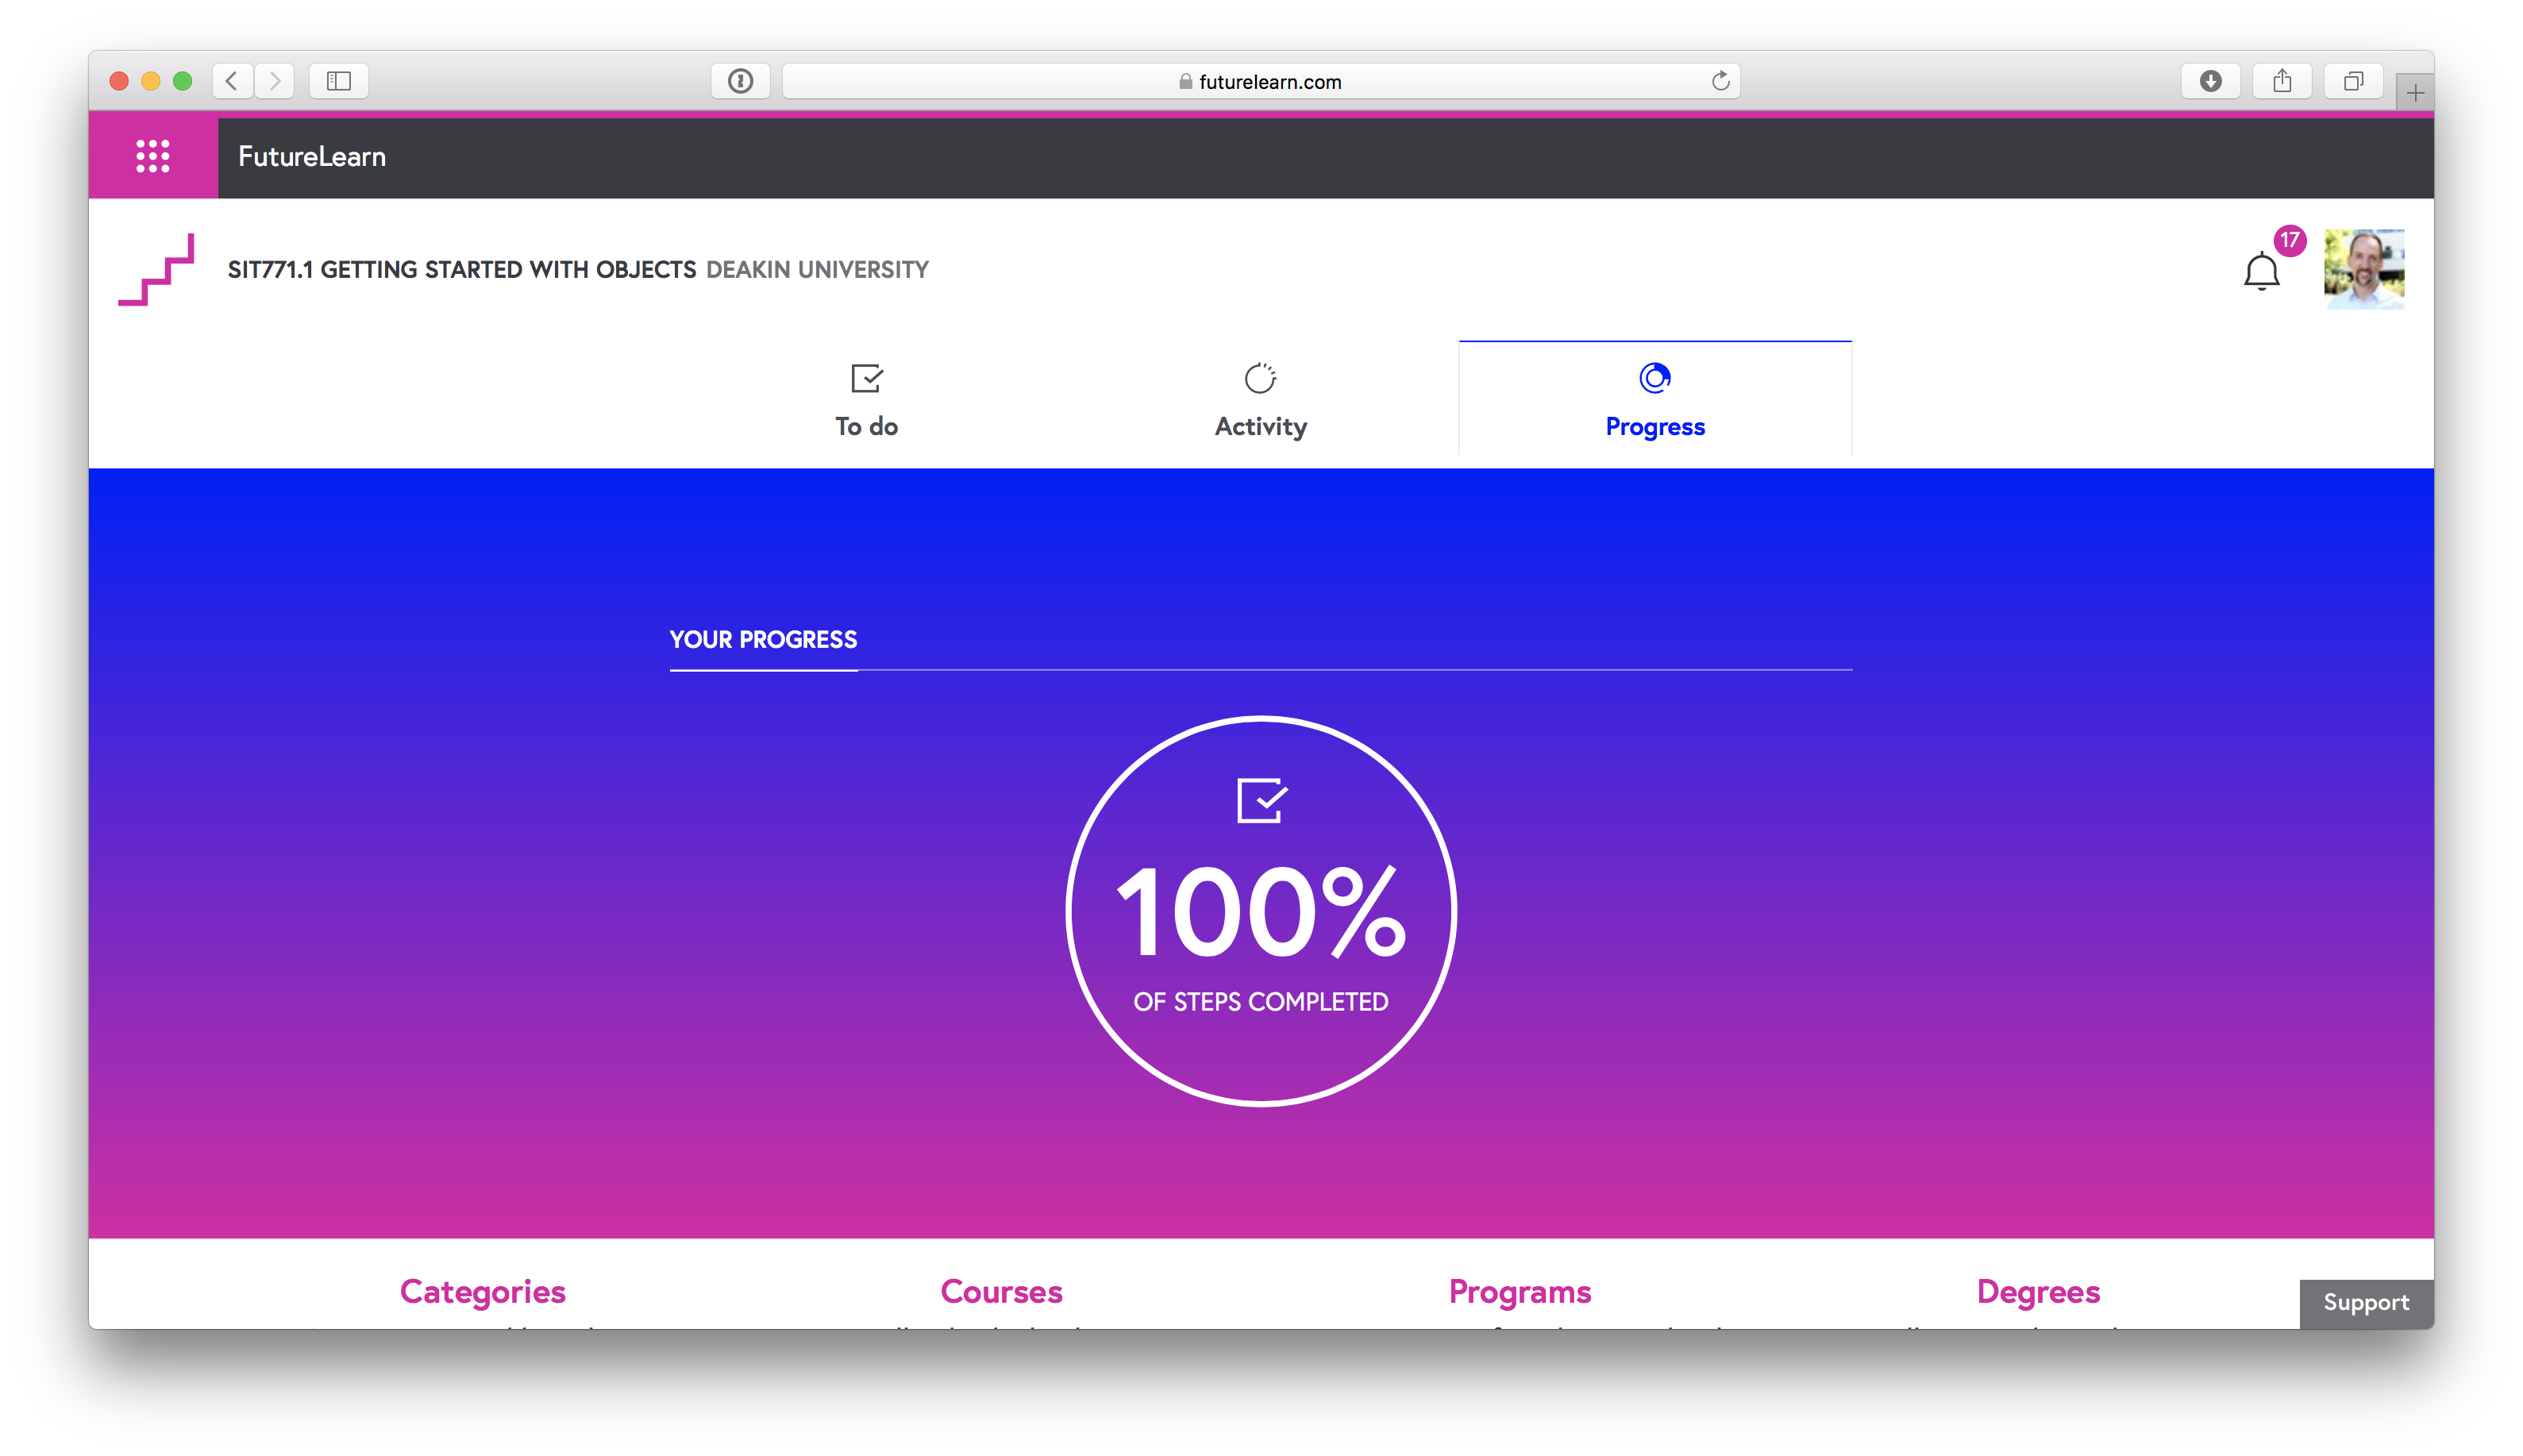 futurelearn.com
FutureLearn
17
SIT771.1 GETTING STARTED WITH OBJECTS DEAKIN UNIVERSITY
To do Activity Progress
YOUR PROGRESS
100%
OF STEPS COMPLETED
Categories Courses Programs Degrees
Support